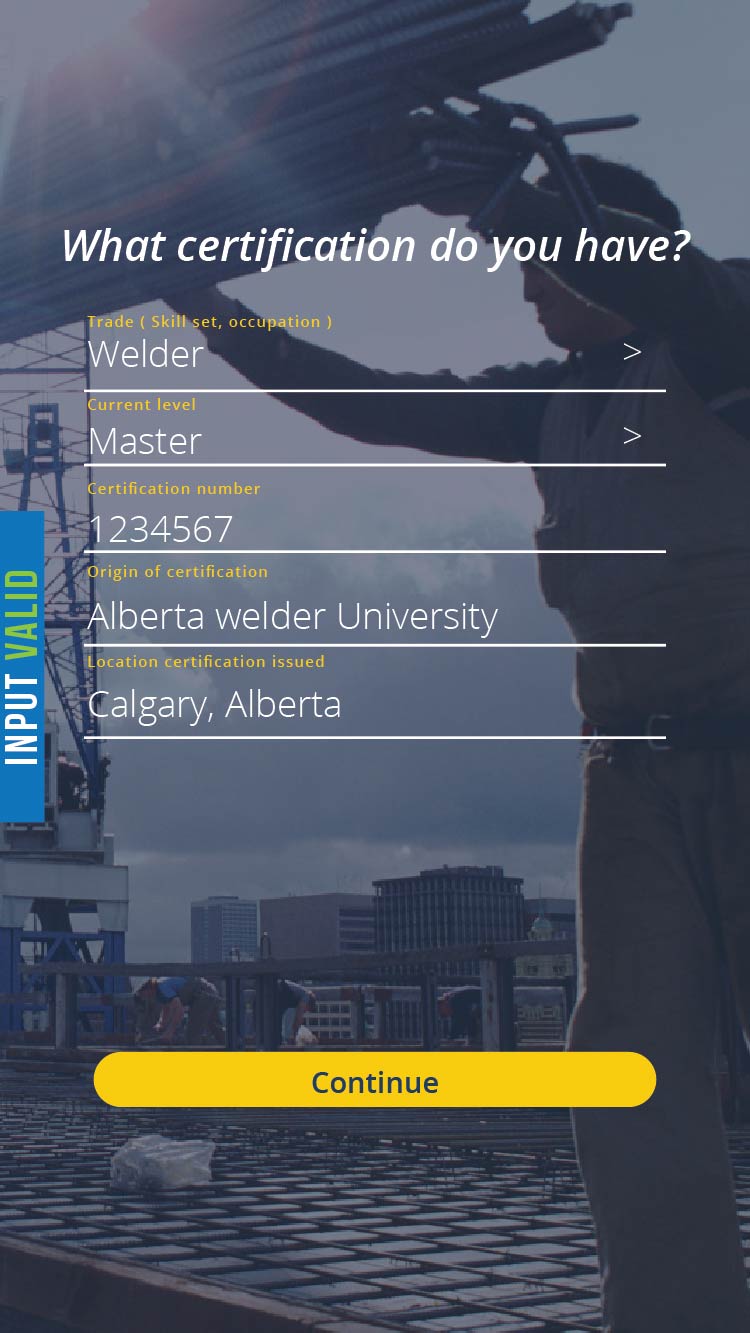 What certification do you have?
Trade ( Skill set, occupation )
Welder >
Current level
Master >
Certification number
1234567
Origin of certification
Alberta welder University
Location certification issued
Calgary, Alberta
INPUT VALID
Continue